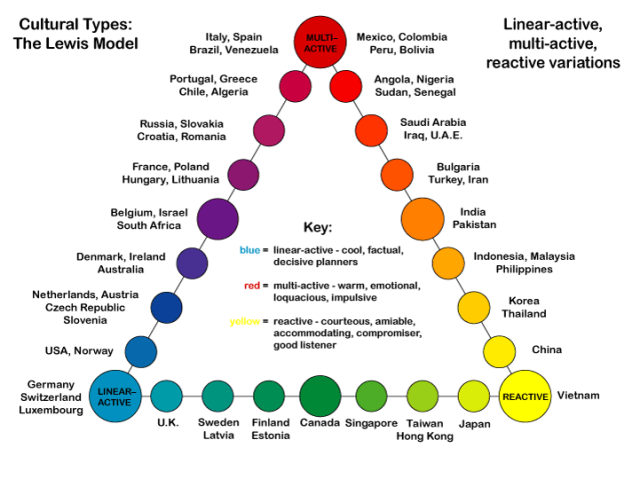 Cultural Types:
The Lewis Model
Linear-active,
multi-active,
reactive variations
MULTI-
ACTIVE
Italy, Spain
Brazil, Venezuela
Mexico, Colombia
Peru, Bolivia
Portugal, Greece
Chile, Algeria
Angola, Nigeria
Sudan, Senegal
Russia, Slovakia
Croatia, Romania
Saudi Arabia
Iraq, U.A.E.
France, Poland
Hungary, Lithuania
Bulgaria
Turkey, Iran
Belgium, Israel
South Africa
India
Pakistan
Denmark, Ireland
Australia
Indonesia, Malaysia
Philippines
Netherlands, Austria
Czech Republic
Slovenia
Korea
Thailand
USA, Norway
China
Key:
blue = linear-active - cool, factual,
decisive planners
red = multi-active - warm, emotional,
loquacious, impulsive
yellow = reactive - courteous, amiable,
accommodating, compromiser,
good listener
Germany
Switzerland
Luxembourg
LINEAR-
ACTIVE
REACTIVE
Vietnam
U.K.
Sweden
Latvia
Finland
Estonia
Canada
Singapore
Taiwan
Hong Kong
Japan